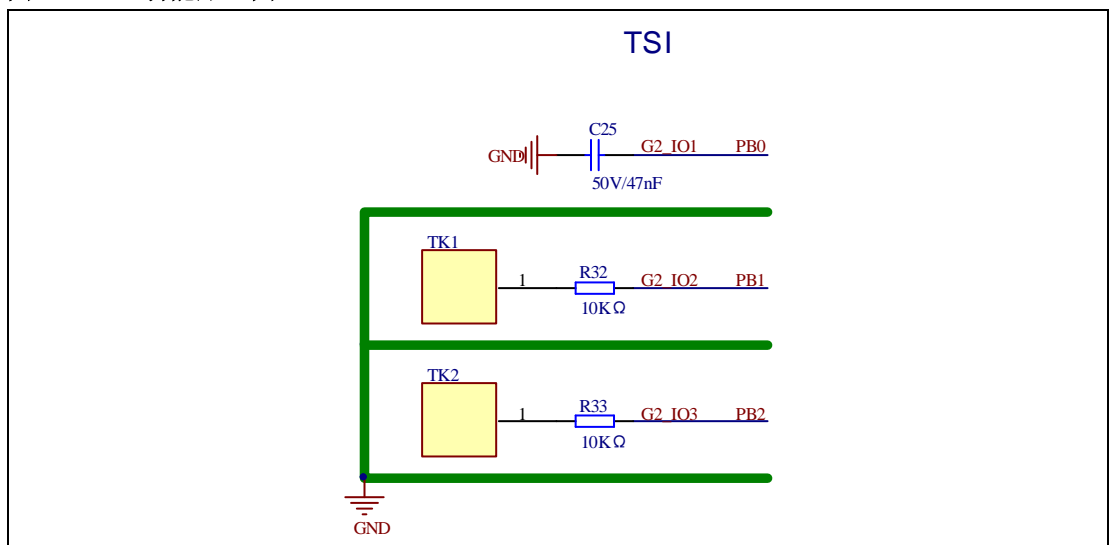 TSI
C25
GND
G2_IO1 PB0
50V/47nF
TK1
1
R32
G2_IO2 PB1
10KΩ
TK2
1
R33
G2_IO3 PB2
10KΩ
GND